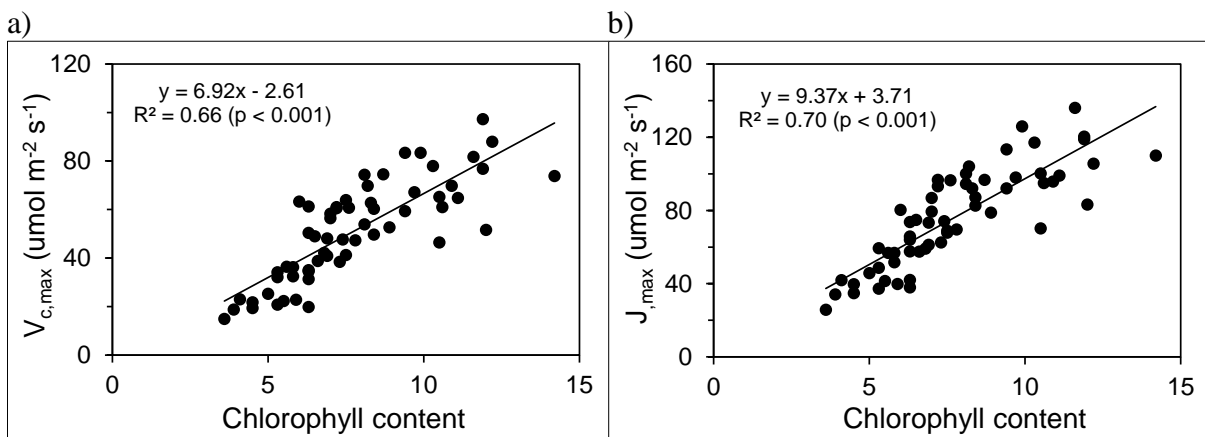 a)
120
80
40
0
V_c,max (umol m⁻² s⁻¹)
y = 6.92x - 2.61
R² = 0.66 (p < 0.001)
0 5 10 15
Chlorophyll content
b)
160
120
80
40
0
J,max (umol m⁻² s⁻¹)
y = 9.37x + 3.71
R² = 0.70 (p < 0.001)
0 5 10 15
Chlorophyll content